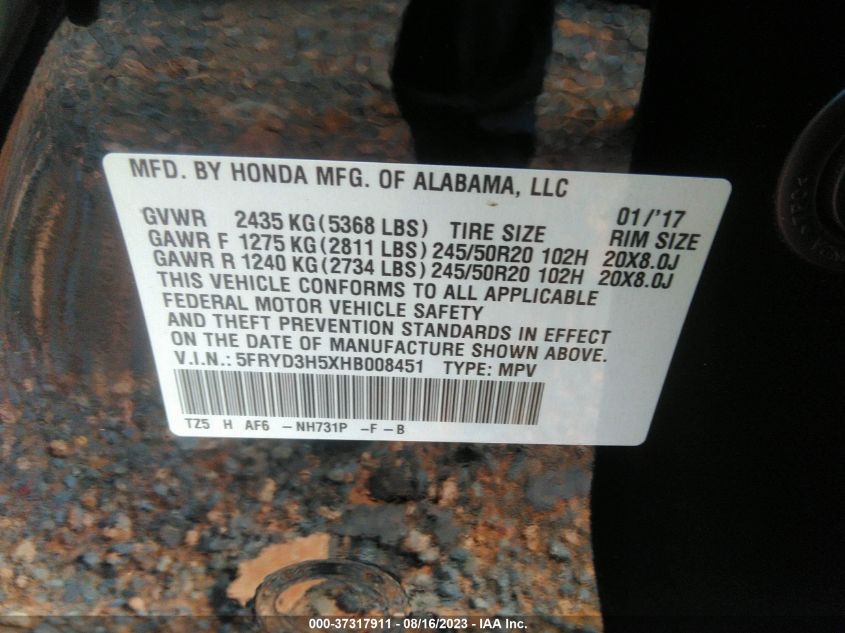 MFD. BY HONDA MFG. OF ALABAMA, LLC
01/'17
GVWR 2435 KG (5368 LBS) TIRE SIZE RIM SIZE
GAWR F 1275 KG (2811 LBS) 245/50R20 102H 20X8.0J
GAWR R 1240 KG (2734 LBS) 245/50R20 102H 20X8.0J
THIS VEHICLE CONFORMS TO ALL APPLICABLE
FEDERAL MOTOR VEHICLE SAFETY
AND THEFT PREVENTION STANDARDS IN EFFECT
ON THE DATE OF MANUFACTURE SHOWN ABOVE.
V.I.N.: 5FRYD3H5XHB008451 TYPE: MPV
TZ5 H AF6 -NH731P -F-B
000-37317911 - 08/16/2023 - IAA Inc.